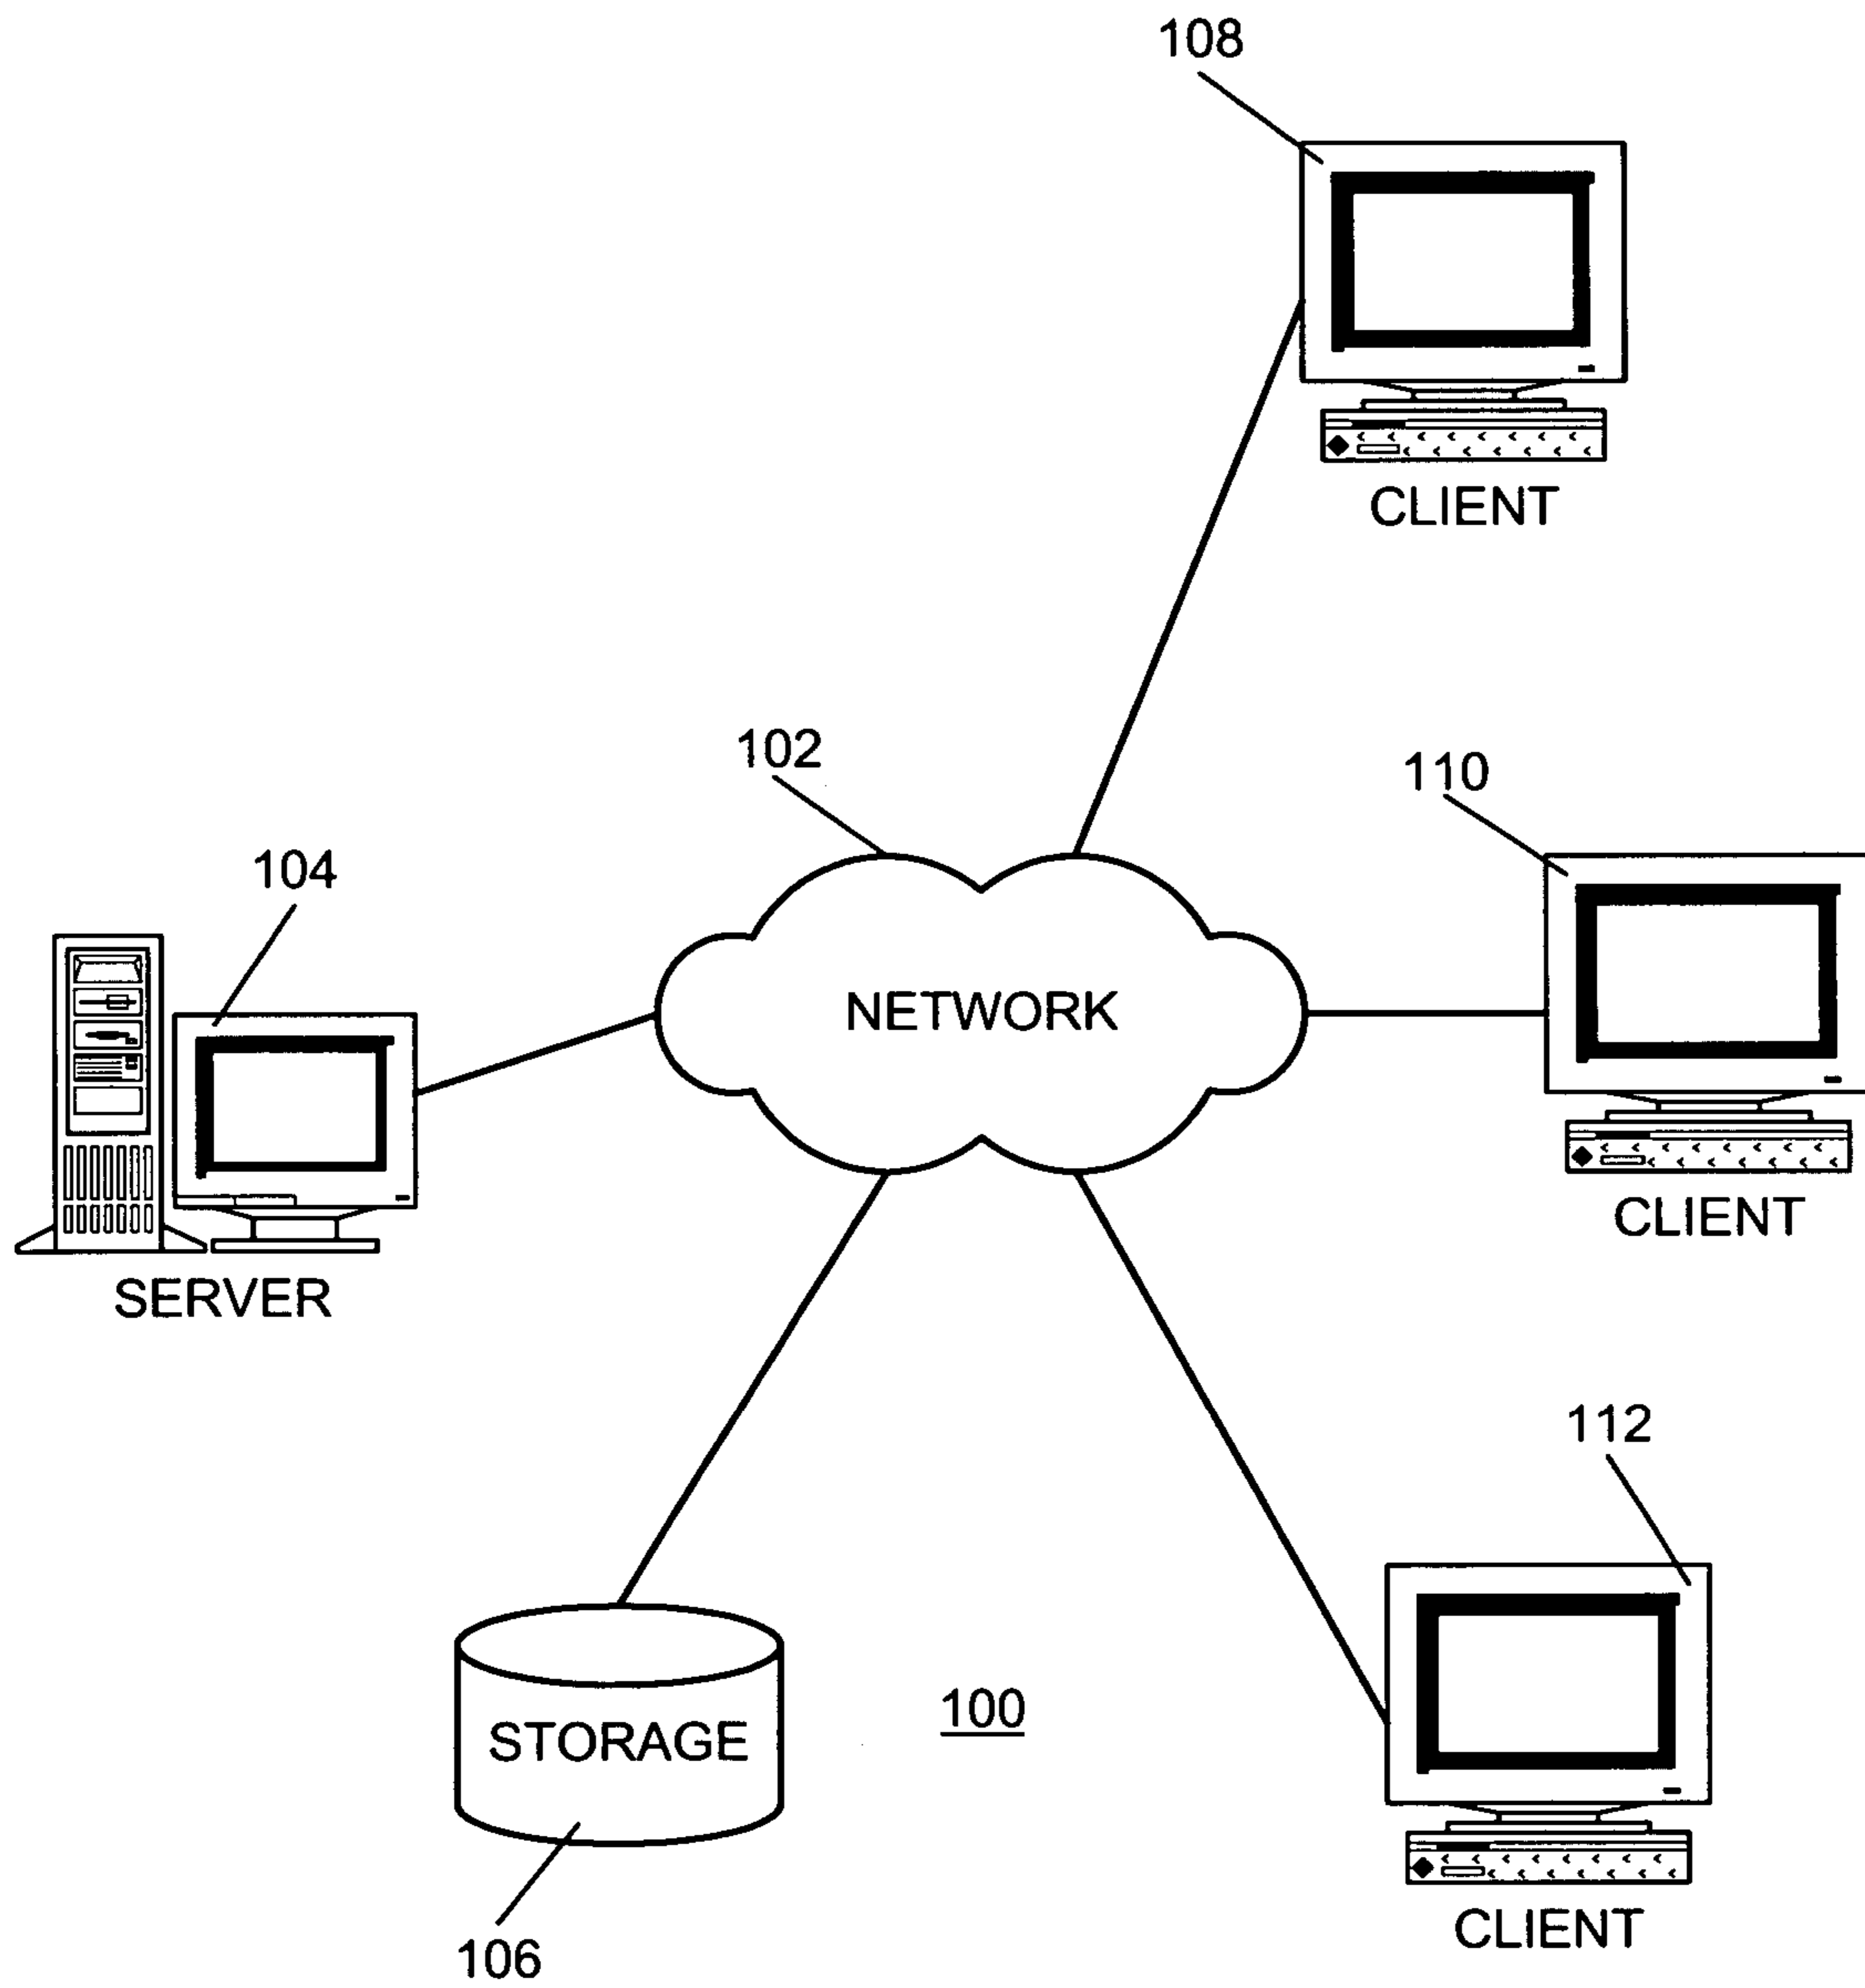 108
CLIENT
102
110
104
NETWORK
CLIENT
SERVER
112
100
STORAGE
CLIENT
106